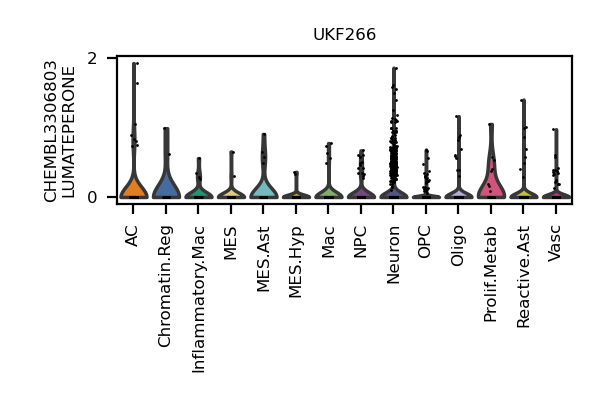 UKF266
CHEMBL3306803
LUMATEPERONE
2
0
AC
Chromatin.Reg
Inflammatory.Mac
MES
MES.Ast
MES.Hyp
Mac
NPC
Neuron
OPC
Oligo
Prolif.Metab
Reactive.Ast
Vasc